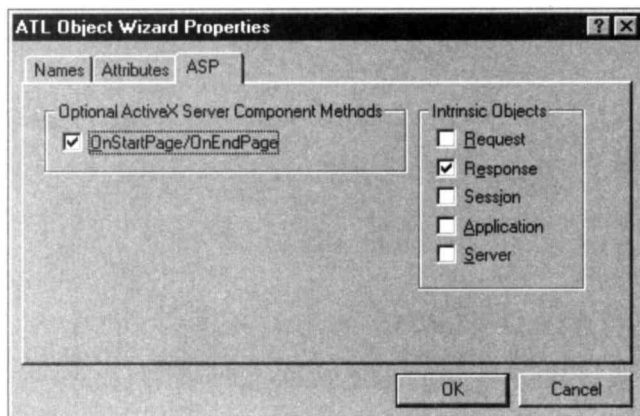 ATL Object Wizard Properties
Names Attributes ASP
Optional ActiveX Server Component Methods
OnStartPage/OnEndPage
Intrinsic Objects
Request
Response
Session
Application
Server
OK Cancel